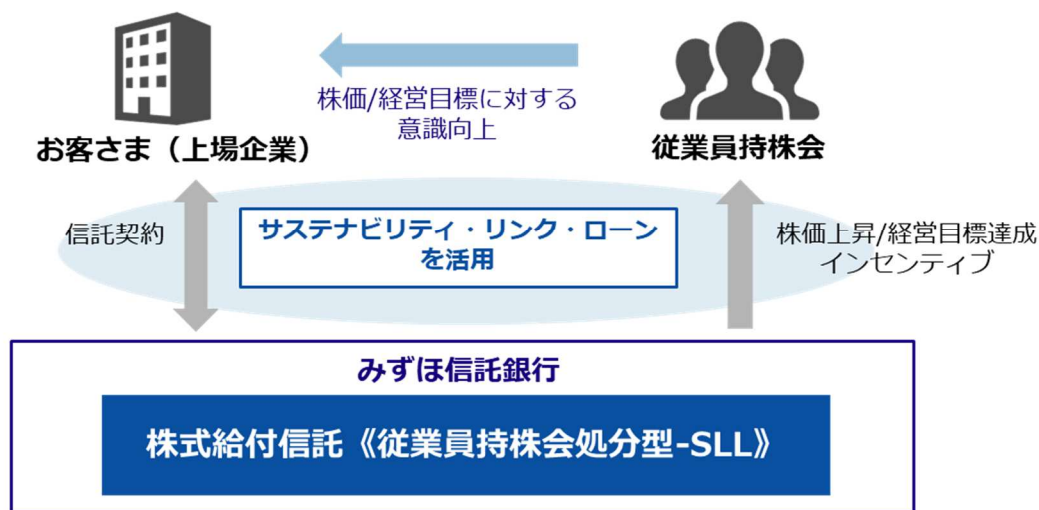 株価/経営目標に対する
意識向上
お客さま（上場企業）
従業員持株会
信託契約
サステナビリティ・リンク・ローン
を活用
株価上昇/経営目標達成
インセンティブ
みずほ信託銀行
株式給付信託《従業員持株会処分型-SLL》